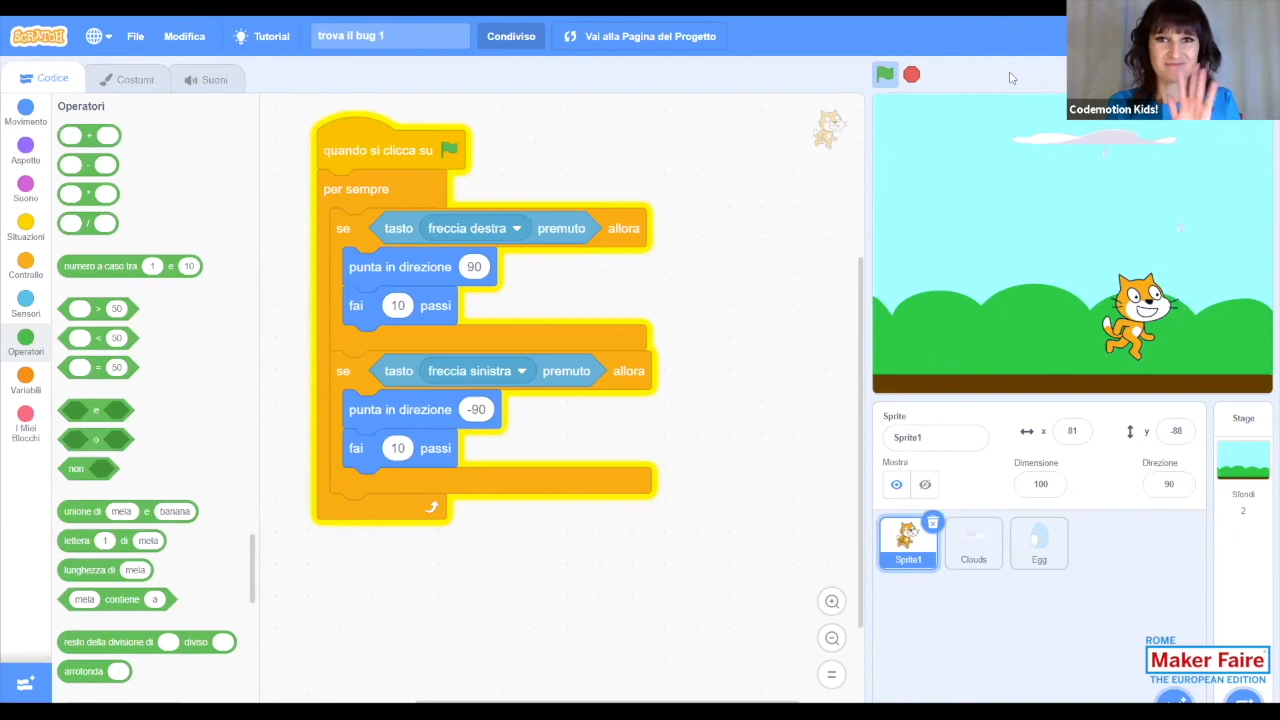 SCRATCH
File
Modifica
Tutorial
trova il bug 1
Condiviso
Vai alla Pagina del Progetto
Codemotion Kids!
Codice
Costumi
Suoni
Movimento
Aspetto
Suono
Situazioni
Controllo
Sensori
Operatori
Variabili
I Miei
Blocchi
Operatori
+
-
*
/
numero a caso tra 1 e 10
> 50
< 50
= 50
e
o
non
unione di mela e banana
lettera 1 di mela
lunghezza di mela
mela contiene a
resto della divisione di diviso
arrotonda
quando si clicca su
per sempre
se tasto freccia destra premuto allora
punta in direzione 90
fai 10 passi
se tasto freccia sinistra premuto allora
punta in direzione -90
fai 10 passi
Sprite
Sprite1
x 81
y -88
Mostra
Dimensione
100
Direzione
90
Sprite1
Clouds
Egg
Stage
Sfondi
2
ROME
Maker Faire
THE EUROPEAN EDITION